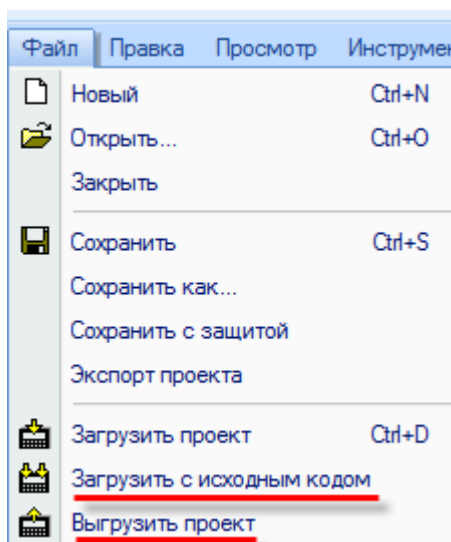 Файл Правка Просмотр Инструмен
Новый Ctrl+N
Открыть... Ctrl+O
Закрыть
Сохранить Ctrl+S
Сохранить как...
Сохранить с защитой
Экспорт проекта
Загрузить проект Ctrl+D
Загрузить с исходным кодом
Выгрузить проект